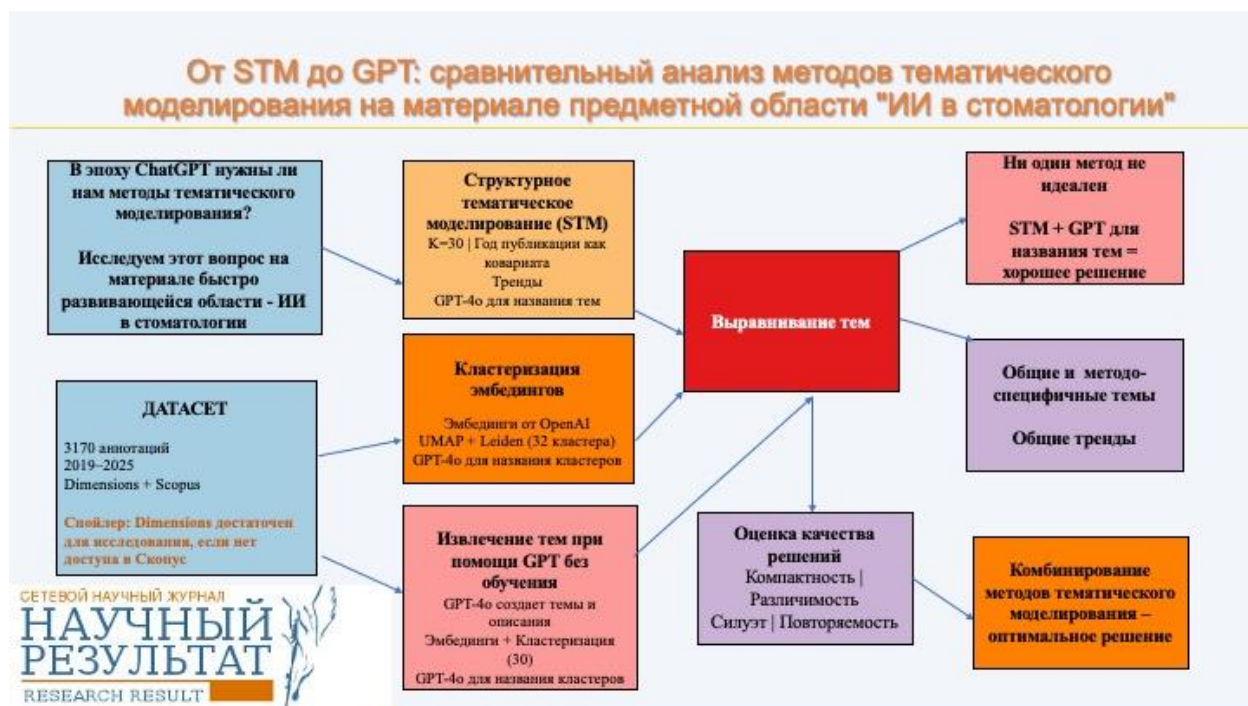 От STM до GPT: сравнительный анализ методов тематического
моделирования на материале предметной области "ИИ в стоматологии"
В эпоху ChatGPT нужны ли
нам методы тематического
моделирования?
Исследуем этот вопрос на
материале быстро
развивающейся области - ИИ
в стоматологии
ДАТАСЕТ
3170 аннотаций
2019–2025
Dimensions + Scopus
Спойлер: Dimensions достаточен
для исследования, если нет
доступа в Скопус
Структурное
тематическое
моделирование (STM)
K=30 | Год публикации как
ковариата
Тренды
GPT-4o для названия тем
Кластеризация
эмбедингов
Эмбединги от OpenAI
UMAP + Leiden (32 кластера)
GPT-4o для названия кластеров
Извлечение тем при
помощи GPT без
обучения
GPT-4o создает темы и
описания
Эмбединги + Кластеризация
(30)
GPT-4o для названия кластеров
Выравнивание тем
Оценка качества
решений
Компактность |
Различимость
Силуэт | Повторяемость
Ни один метод не
идеален
STM + GPT для
названия тем =
хорошее решение
Общие и методо-
специфичные темы
Общие тренды
Комбинирование
методов тематического
моделирования –
оптимальное решение
СЕТЕВОЙ НАУЧНЫЙ ЖУРНАЛ
НАУЧНЫЙ
РЕЗУЛЬТАТ
RESEARCH RESULT